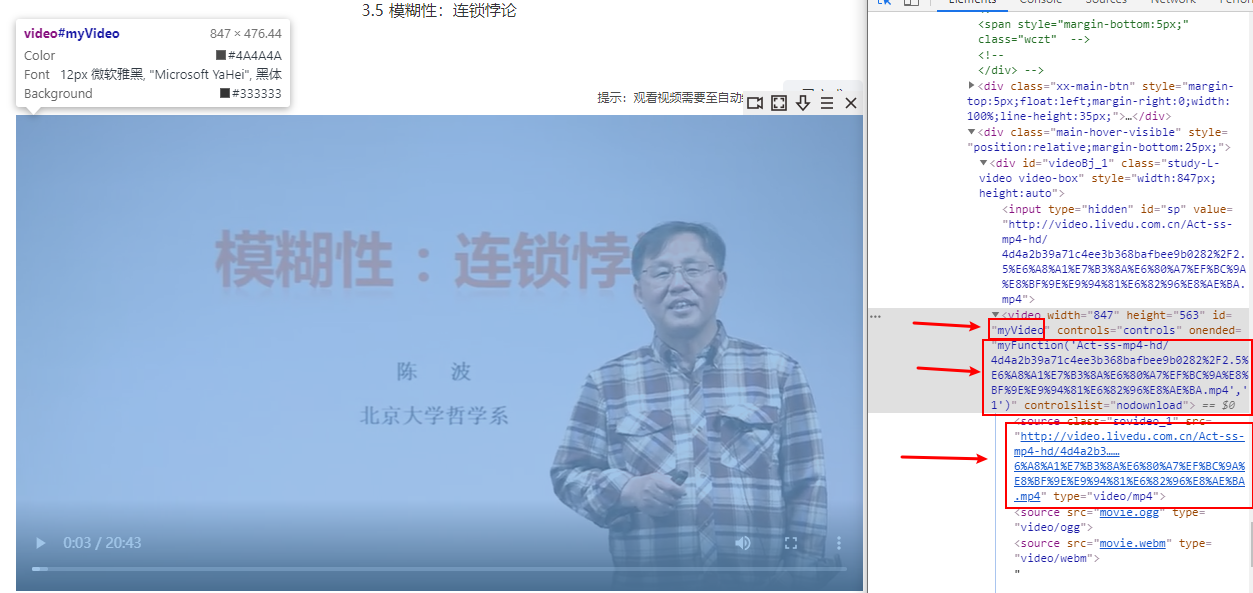 3.5 模糊性：连锁悖论
video#myVideo 847 × 476.44
Color #4A4A4A
Font 12px 微软雅黑, "Microsoft YaHei", 黑体
Background #333333
提示：观看视频需要至自动
模糊性：连锁悖
陈 波
北京大学哲学系
0:03 / 20:43
Elements Console Sources Network
<span style="margin-bottom:5px;"
class="wczt" -->
<!--
</div> -->
<div class="xx-main-btn" style="margin-
top:5px;float:left;margin-right:0;width:
100%;line-height:35px;">…</div>
<div class="main-hover-visible" style=
"position:relative;margin-bottom:25px;">
<div id="videoBj_1" class="study-L-
video video-box" style="width:847px;
height:auto">
<input type="hidden" id="sp" value=
"http://video.livedu.com.cn/Act-ss-
mp4-hd/
4d4a2b39a71c4ee3b368bafbee9b0282%2F2.
5%E6%A8%A1%E7%B3%8A%E6%80%A7%EF%BC%9A
%E8%BF%9E%E9%94%81%E6%82%96%E8%AE%BA.
mp4">
<video width="847" height="563" id=
"myVideo" controls="controls" onended=
"myFunction('Act-ss-mp4-hd/
4d4a2b39a71c4ee3b368bafbee9b0282%2F2.5%
E6%A8%A1%E7%B3%8A%E6%80%A7%EF%BC%9A%E8%
BF%9E%E9%94%81%E6%82%96%E8%AE%BA.mp4','
1')" controlslist="nodownload"> == $0
<source class="sovideo_1" src=
"http://video.livedu.com.cn/Act-ss-
mp4-hd/4d4a2b3……
6%A8%A1%E7%B3%8A%E6%80%A7%EF%BC%9A%
E8%BF%9E%E9%94%81%E6%82%96%E8%AE%BA
.mp4" type="video/mp4">
<source src="movie.ogg" type=
"video/ogg">
<source src="movie.webm" type=
"video/webm">
"